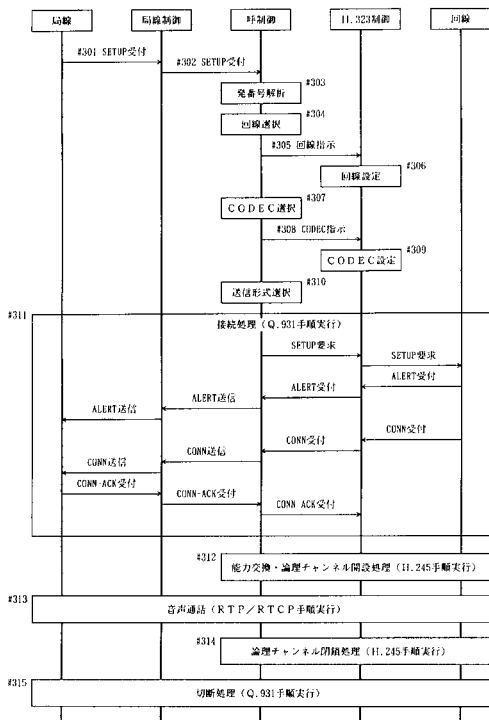 局線 局線制御 呼制御 H.323制御 回線
#301 SETUP受付
#302 SETUP受付
#303
発番号解析
#304
回線選択
#305 回線指示
#306
回線設定
#307
CODEC選択
#308 CODEC指示
#309
CODEC設定
#310
送信形式選択
#311
接続処理(Q.931手順実行)
SETUP要求
SETUP要求
ALERT受付
ALERT受付
ALERT送信
ALERT送信
CONN受付
CONN受付
CONN送信
CONN送信
CONN-ACK受付
CONN-ACK受付
CONN ACK受付
#312
能力交換・論理チャンネル開設処理(H.245手順実行)
#313
音声通話(RTP/RTCP手順実行)
#314
論理チャンネル閉鎖処理(H.245手順実行)
#315
切断処理(Q.931手順実行)